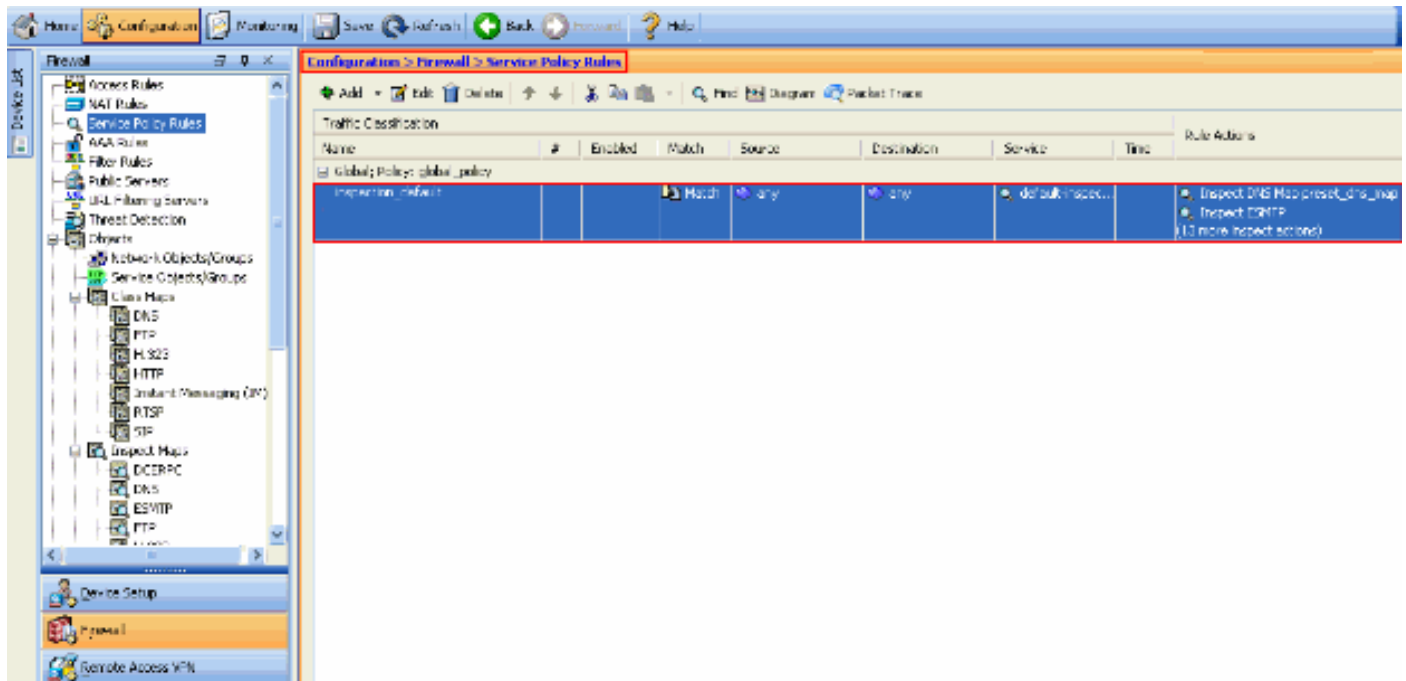 Home Configuration Monitoring Save Refresh Back Forward Help
Device List
Firewall
Access Rules
NAT Rules
Service Policy Rules
AAA Rules
Filter Rules
Public Servers
URL Filtering Servers
Threat Detection
Objects
Network Objects/Groups
Service Objects/Groups
Class Maps
DNS
FTP
H.323
HTTP
Instant Messaging (IM)
RTSP
SIP
Inspect Maps
DCERPC
DNS
ESMTP
FTP
Device Setup
Firewall
Remote Access VPN
Configuration > Firewall > Service Policy Rules
Add Edit Delete Find Diagram Packet Trace
Traffic Classification
Rule Actions
Name # Enabled Match Source Destination Service Time
Global; Policy: global_policy
inspection_default Match any any default-inspec... Inspect DNS Map preset_dns_map
Inspect ESMTP
(13 more inspect actions)